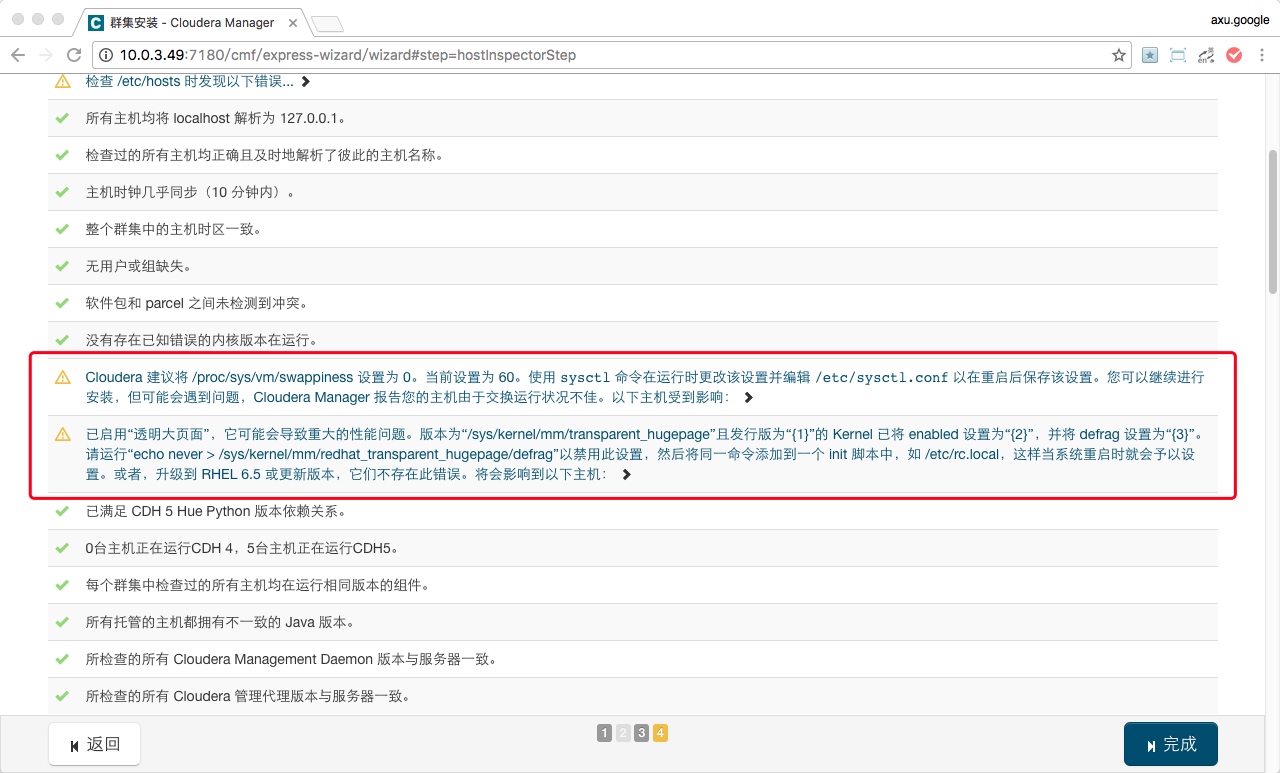 群集安装 - Cloudera Manager
axu.google
10.0.3.49:7180/cmf/express-wizard/wizard#step=hostInspectorStep
检查 /etc/hosts 时发现以下错误...
所有主机均将 localhost 解析为 127.0.0.1。
检查过的所有主机均正确且及时地解析了彼此的主机名称。
主机时钟几乎同步（10 分钟内）。
整个群集中的主机时区一致。
无用户或组缺失。
软件包和 parcel 之间未检测到冲突。
没有存在已知错误的内核版本在运行。
Cloudera 建议将 /proc/sys/vm/swappiness 设置为 0。当前设置为 60。使用 sysctl 命令在运行时更改该设置并编辑 /etc/sysctl.conf 以在重启后保存该设置。您可以继续进行
安装，但可能会遇到问题，Cloudera Manager 报告您的主机由于交换运行状况不佳。以下主机受到影响：
已启用“透明大页面”，它可能会导致重大的性能问题。版本为“/sys/kernel/mm/transparent_hugepage”且发行版为“{1}”的 Kernel 已将 enabled 设置为“{2}”，并将 defrag 设置为“{3}”。
请运行“echo never > /sys/kernel/mm/redhat_transparent_hugepage/defrag”以禁用此设置，然后将同一命令添加到一个 init 脚本中，如 /etc/rc.local，这样当系统重启时就会予以设
置。或者，升级到 RHEL 6.5 或更新版本，它们不存在此错误。将会影响到以下主机：
已满足 CDH 5 Hue Python 版本依赖关系。
0台主机正在运行CDH 4，5台主机正在运行CDH5。
每个群集中检查过的所有主机均在运行相同版本的组件。
所有托管的主机都拥有不一致的 Java 版本。
所检查的所有 Cloudera Management Daemon 版本与服务器一致。
所检查的所有 Cloudera 管理代理版本与服务器一致。
返回
1 2 3 4
完成